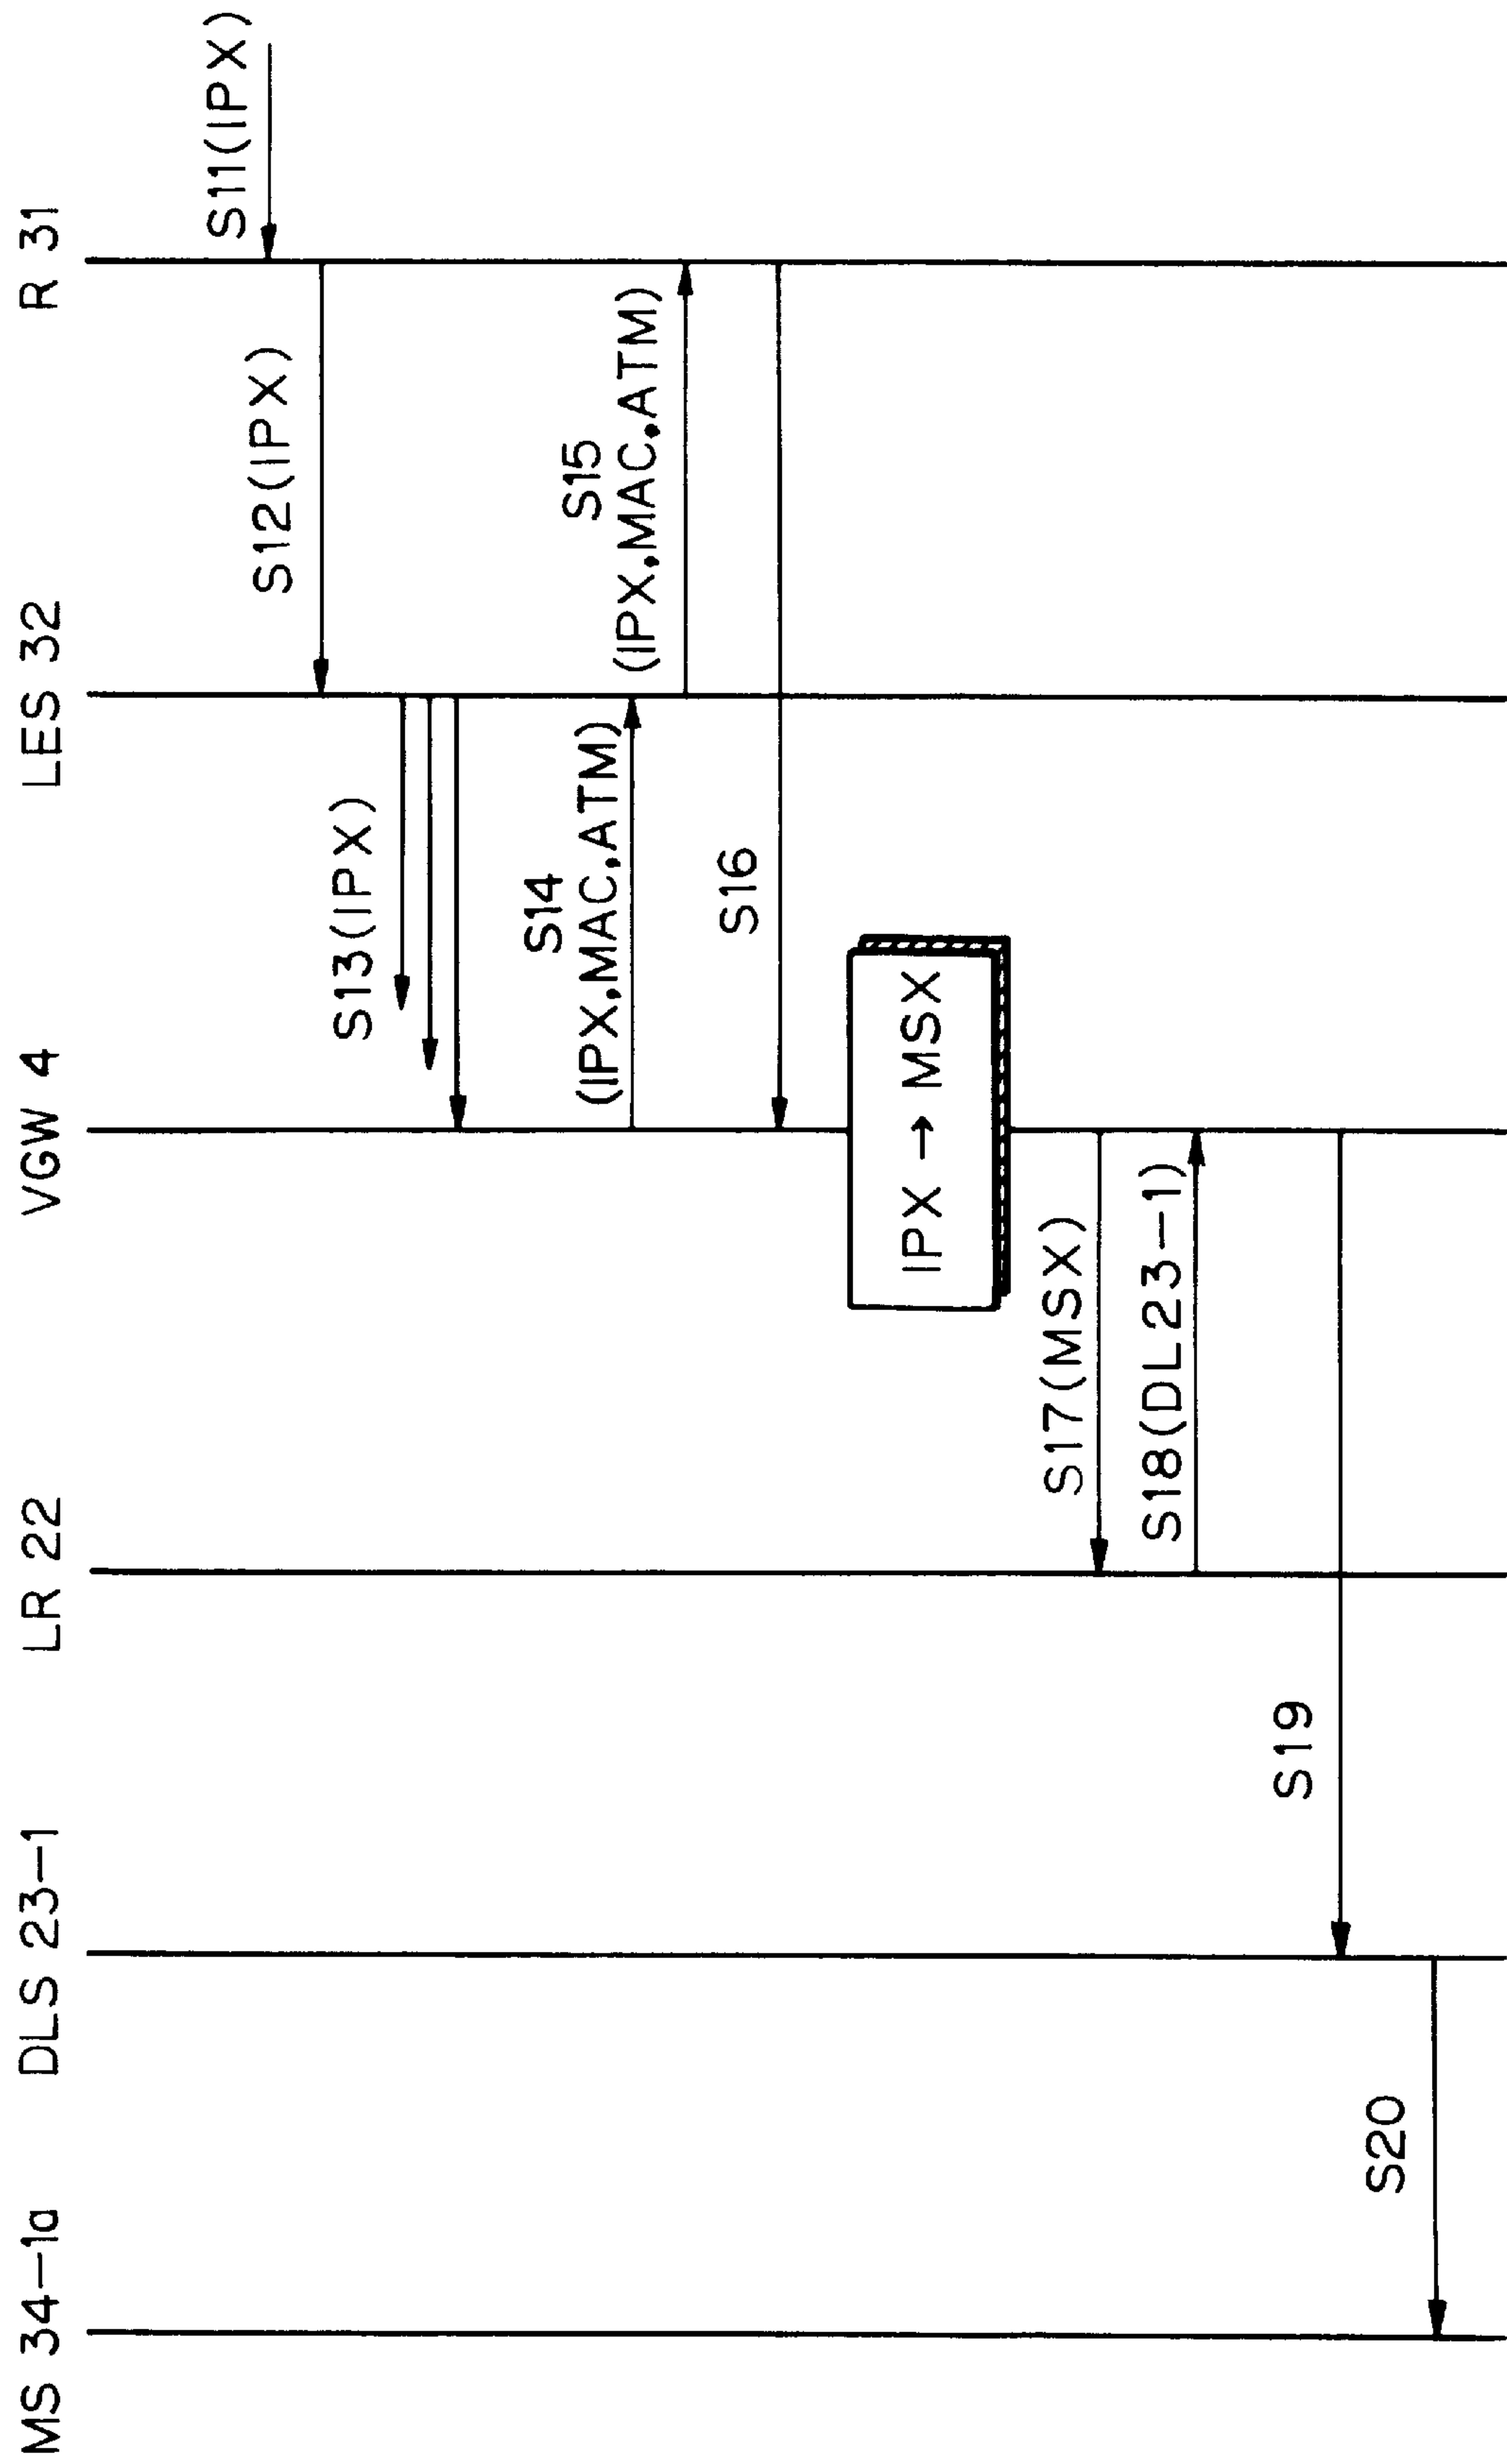 MS 34-1a
DLS 23-1
LR 22
VGW 4
LES 32
R 31
S11(IPX)
S12(IPX)
S13(IPX)
S14
(IPX,MAC,ATM)
S15
(IPX,MAC,ATM)
S16
IPX → MSX
S17(MSX)
S18(DL23-1)
S19
S20